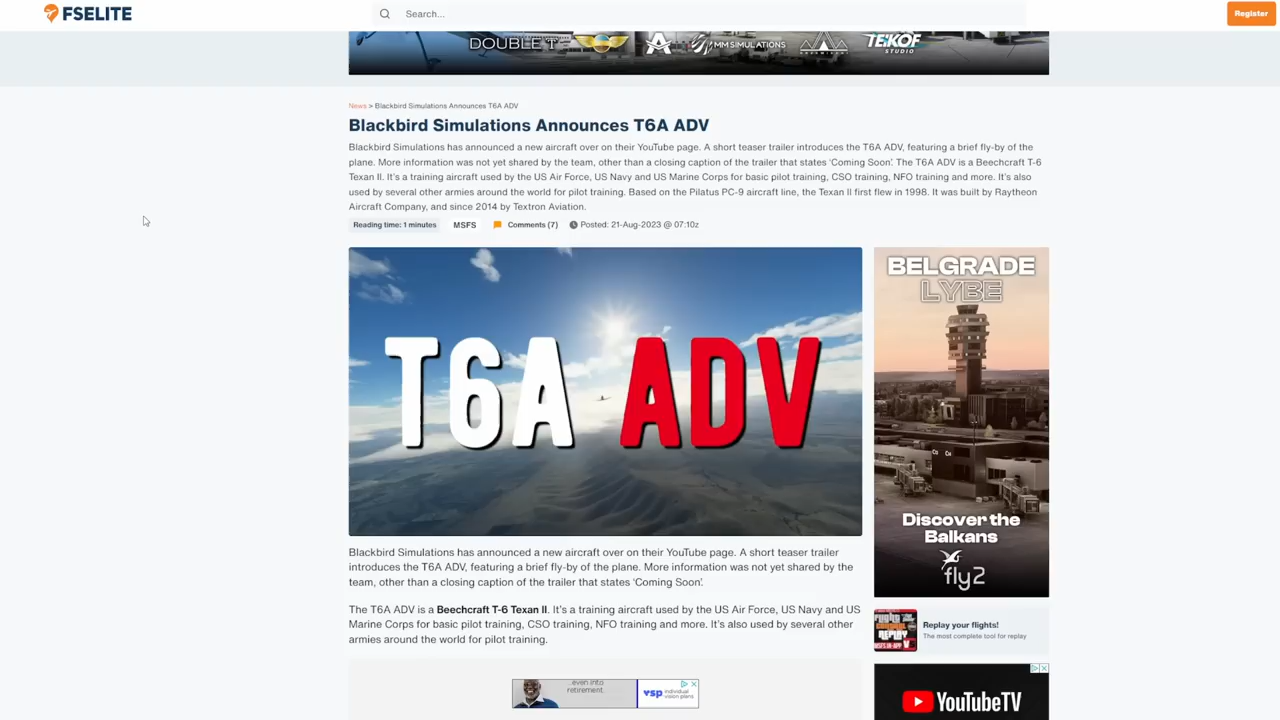 FSELITE
Search...
Register
DOUBLE T
MM SIMULATIONS
TEKOF
STUDIO
News > Blackbird Simulations Announces T6A ADV
Blackbird Simulations Announces T6A ADV
Blackbird Simulations has announced a new aircraft over on their YouTube page. A short teaser trailer introduces the T6A ADV, featuring a brief fly-by of the
plane. More information was not yet shared by the team, other than a closing caption of the trailer that states ‘Coming Soon’. The T6A ADV is a Beechcraft T-6
Texan II. It’s a training aircraft used by the US Air Force, US Navy and US Marine Corps for basic pilot training, CSO training, NFO training and more. It’s also
used by several other armies around the world for pilot training. Based on the Pilatus PC-9 aircraft line, the Texan II first flew in 1998. It was built by Raytheon
Aircraft Company, and since 2014 by Textron Aviation.
Reading time: 1 minutes MSFS Comments (7) Posted: 21-Aug-2023 @ 07:10z
T6A ADV
Blackbird Simulations has announced a new aircraft over on their YouTube page. A short teaser trailer
introduces the T6A ADV, featuring a brief fly-by of the plane. More information was not yet shared by the
team, other than a closing caption of the trailer that states ‘Coming Soon’.
The T6A ADV is a Beechcraft T-6 Texan II. It’s a training aircraft used by the US Air Force, US Navy and US
Marine Corps for basic pilot training, CSO training, NFO training and more. It’s also used by several other
armies around the world for pilot training.
...even into
retirement.
vsp individual
vision plans
BELGRADE
LYBE
Discover the
Balkans
fly2
FLIGHT
CONTROL
REPLAY
Replay your flights!
The most complete tool for replay
YouTubeTV